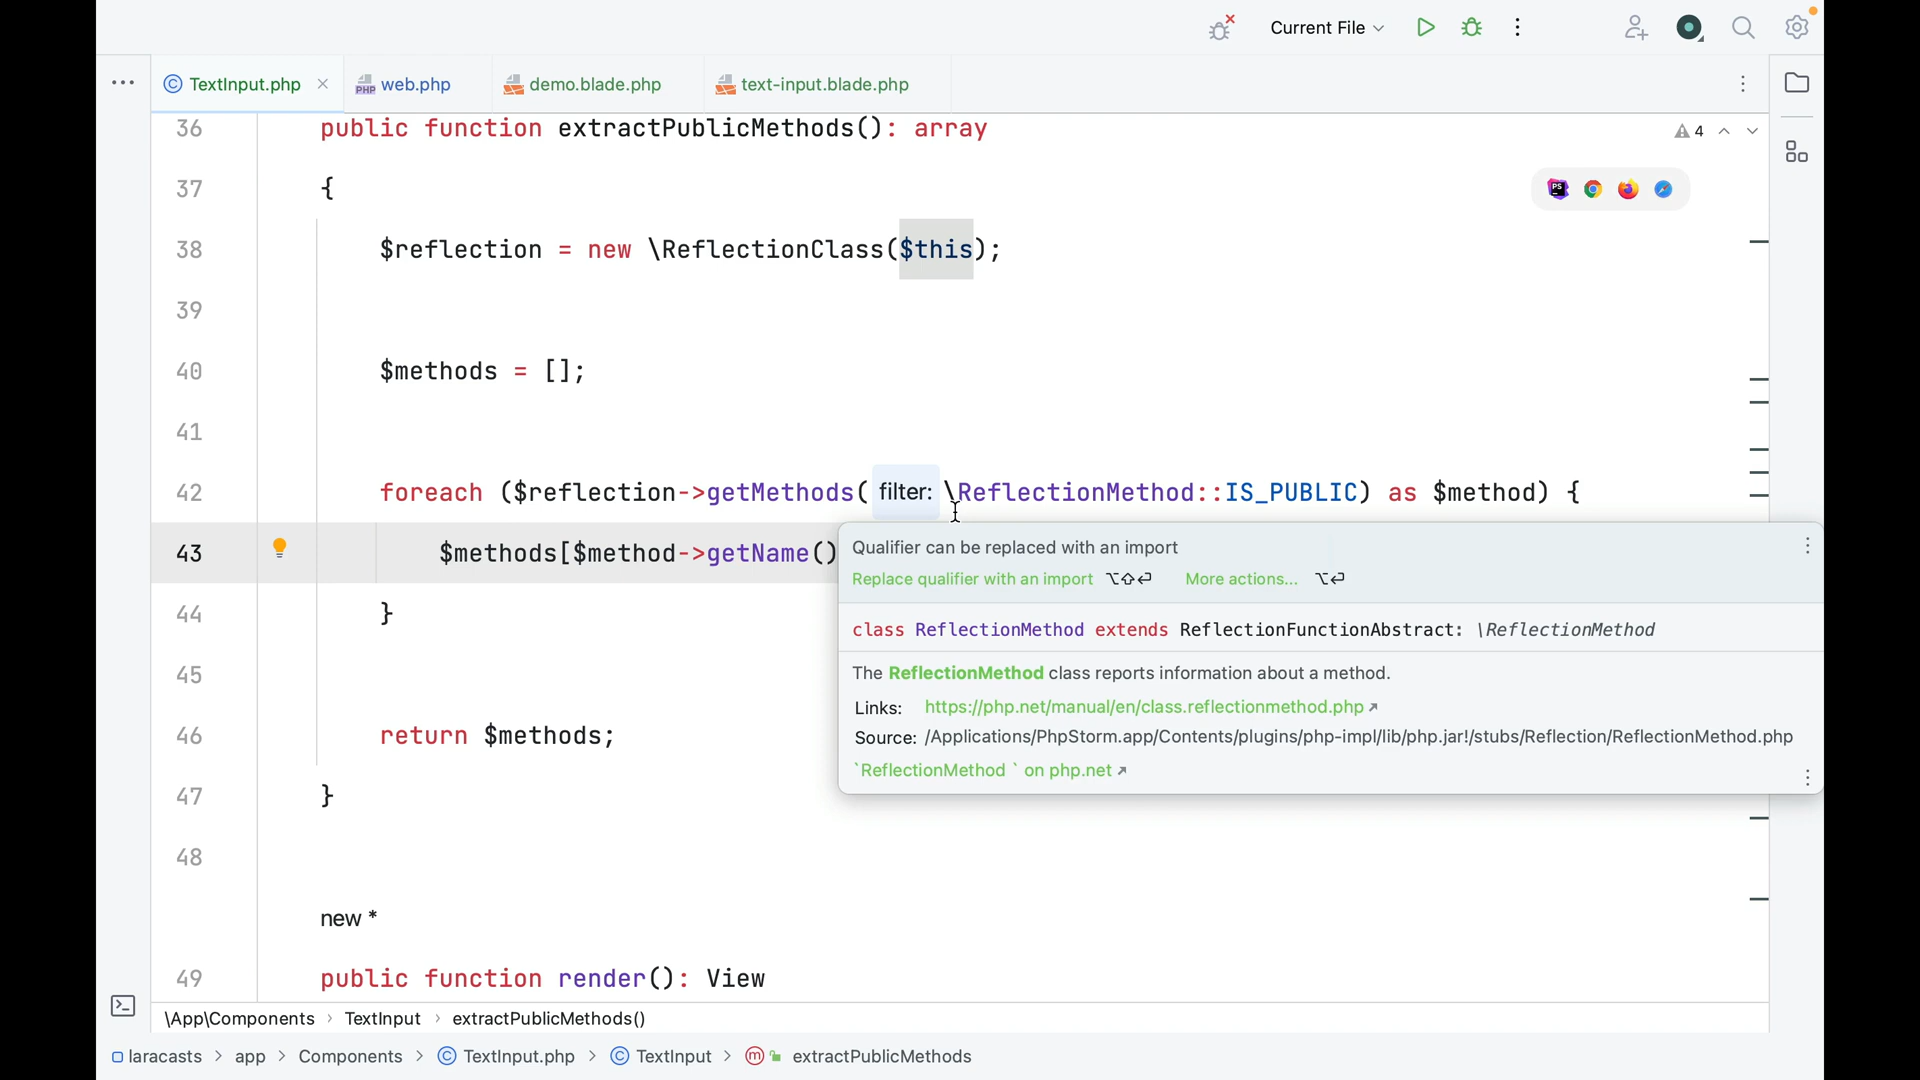 Current File
TextInput.php
web.php
demo.blade.php
text-input.blade.php
36 public function extractPublicMethods(): array
4
37 {
38 $reflection = new \ReflectionClass($this);
39
40 $methods = [];
41
42 foreach ($reflection->getMethods( filter: \ReflectionMethod::IS_PUBLIC) as $method) {
43 $methods[$method->getName()
Qualifier can be replaced with an import
Replace qualifier with an import ⌥⇧⏎ More actions... ⌥⏎
class ReflectionMethod extends ReflectionFunctionAbstract: \ReflectionMethod
The ReflectionMethod class reports information about a method.
Links: https://php.net/manual/en/class.reflectionmethod.php ↗
Source: /Applications/PhpStorm.app/Contents/plugins/php-impl/lib/php.jar!/stubs/Reflection/ReflectionMethod.php
`ReflectionMethod ` on php.net ↗
44 }
45
46 return $methods;
47 }
48
new *
49 public function render(): View
\App\Components › TextInput › extractPublicMethods()
laracasts > app > Components > TextInput.php > TextInput > extractPublicMethods